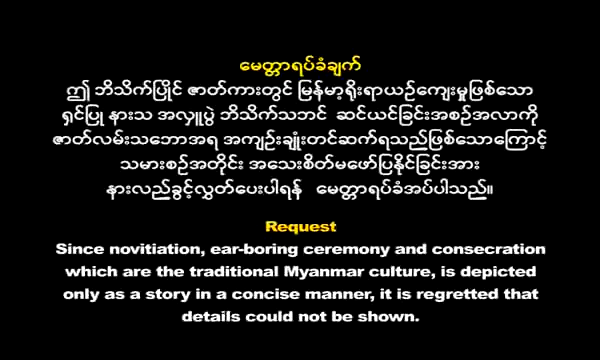 မေတ္တာရပ်ခံချက်
ဤ ဘိသိက်ပြိုင် ဇာတ်ကားတွင် မြန်မာ့ရိုးရာယဉ်ကျေးမှုဖြစ်သော
ရှင်ပြု နားသ အလှူပွဲ ဘိသိက်သဘင် ဆင်ယင်ခြင်းအစဉ်အလာကို
ဇာတ်လမ်းသဘောအရ အကျဉ်းချုံးတင်ဆက်ရသည်ဖြစ်သောကြောင့်
သမားစဉ်အတိုင်း အသေးစိတ်မဖော်ပြနိုင်ခြင်းအား
နားလည်ခွင့်လွှတ်ပေးပါရန် မေတ္တာရပ်ခံအပ်ပါသည်။
Request
Since novitiation, ear-boring ceremony and consecration
which are the traditional Myanmar culture, is depicted
only as a story in a concise manner, it is regretted that
details could not be shown.